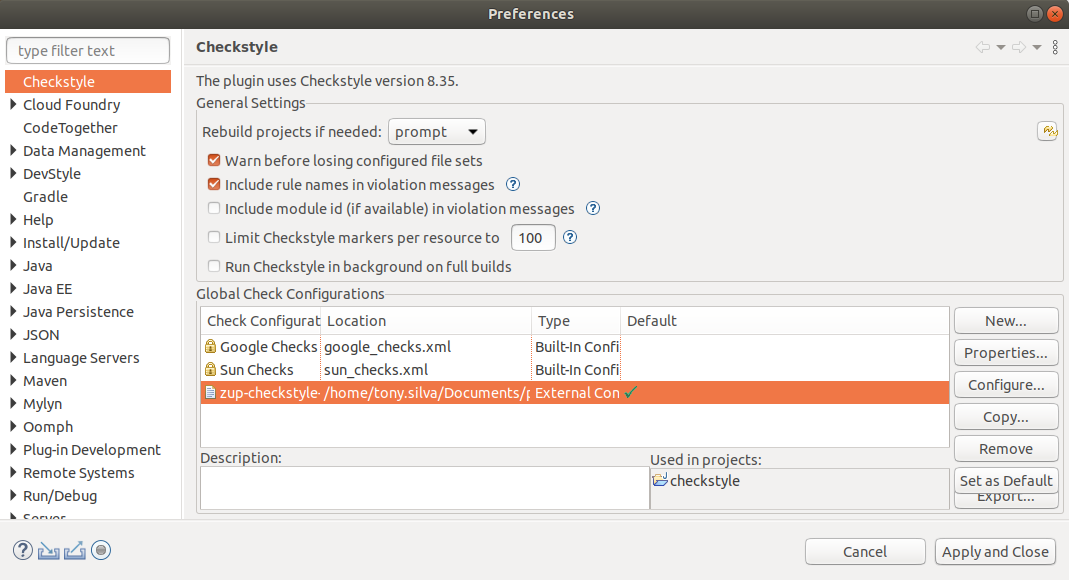 Preferences
type filter text
Checkstyle
Cloud Foundry
CodeTogether
Data Management
DevStyle
Gradle
Help
Install/Update
Java
Java EE
Java Persistence
JSON
Language Servers
Maven
Mylyn
Oomph
Plug-in Development
Remote Systems
Run/Debug
Server
Checkstyle
The plugin uses Checkstyle version 8.35.
General Settings
Rebuild projects if needed: prompt
Warn before losing configured file sets
Include rule names in violation messages
Include module id (if available) in violation messages
Limit Checkstyle markers per resource to 100
Run Checkstyle in background on full builds
Global Check Configurations
Check Configurat Location Type Default
Google Checks google_checks.xml Built-In Confi
Sun Checks sun_checks.xml Built-In Confi
zup-checkstyle- /home/tony.silva/Documents/p External Con
New...
Properties...
Configure...
Copy...
Remove
Set as Default
Export...
Description:
Used in projects:
checkstyle
Cancel
Apply and Close